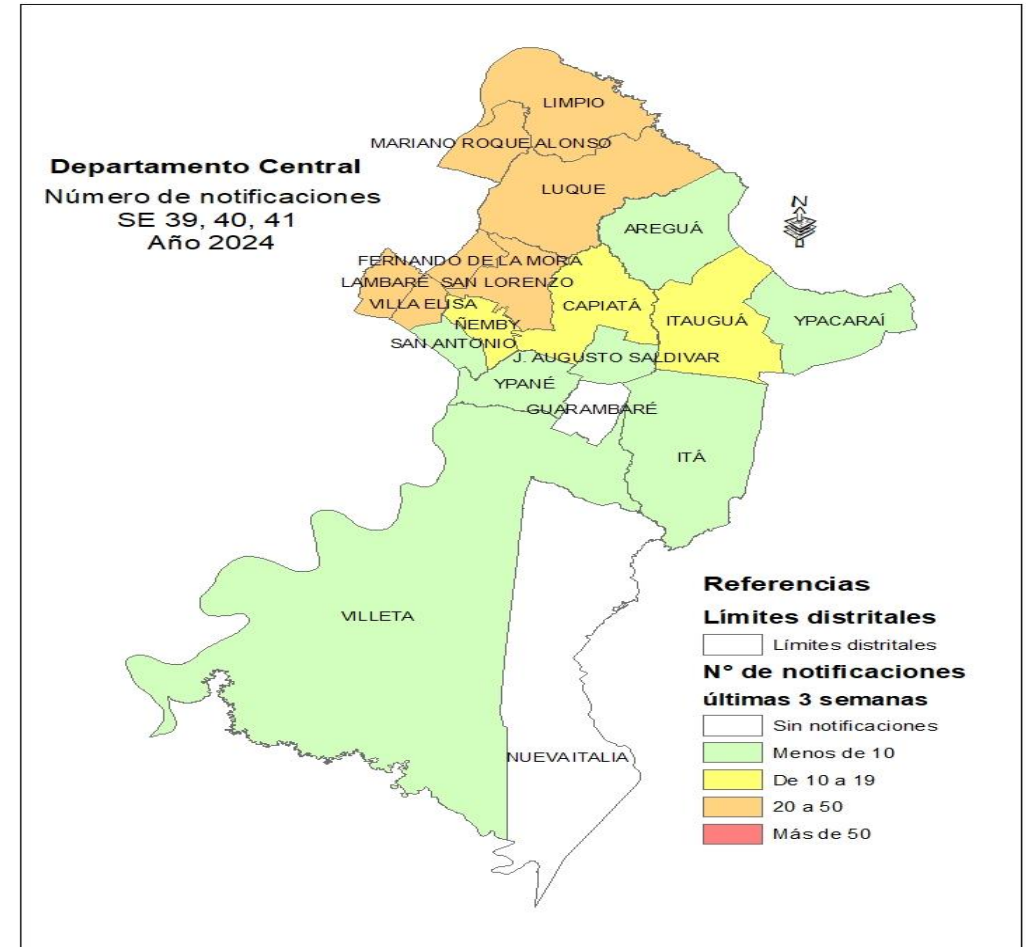 LIMPIO
MARIANO ROQUE ALONSO
Departamento Central
Número de notificaciones
SE 39, 40, 41
Año 2024
LUQUE
N
AREGUÁ
FERNANDO DE LA MORA
LAMBARÉ SAN LORENZO
VILLA ELISA
CAPIATÁ
ITAUGUÁ
YPACARAÍ
ÑEMBY
SAN ANTONIO
J. AUGUSTO SALDIVAR
YPANÉ
GUARAMBARÉ
ITÁ
VILLETA
NUEVA ITALIA
Referencias
Límites distritales
Límites distritales
N° de notificaciones
últimas 3 semanas
Sin notificaciones
Menos de 10
De 10 a 19
20 a 50
Más de 50